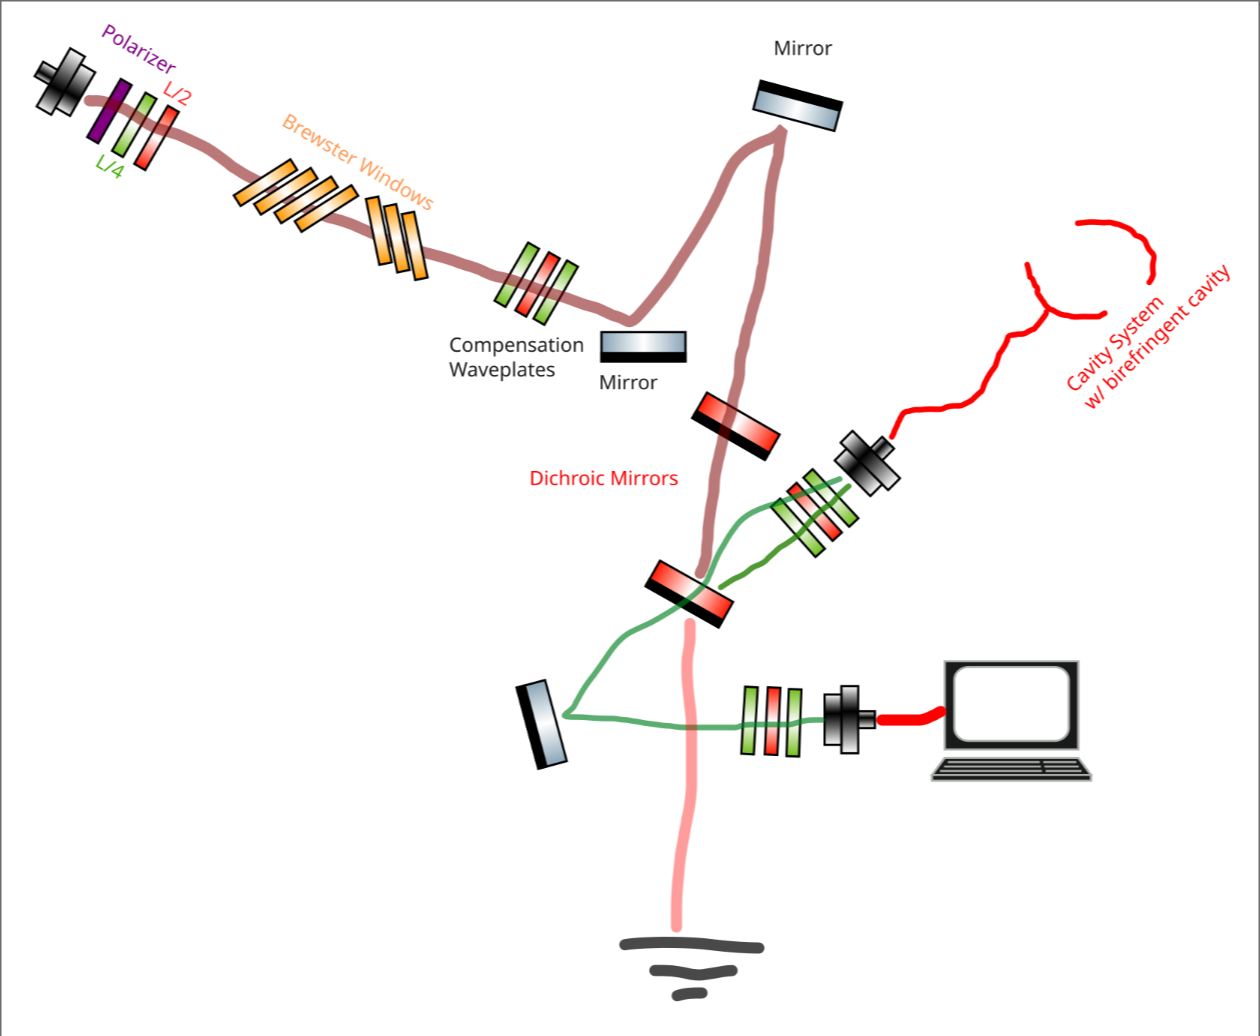 Polarizer
L/2
L/4
Brewster Windows
Mirror
Compensation
Waveplates
Mirror
Cavity System
w/ birefringent cavity
Dichroic Mirrors